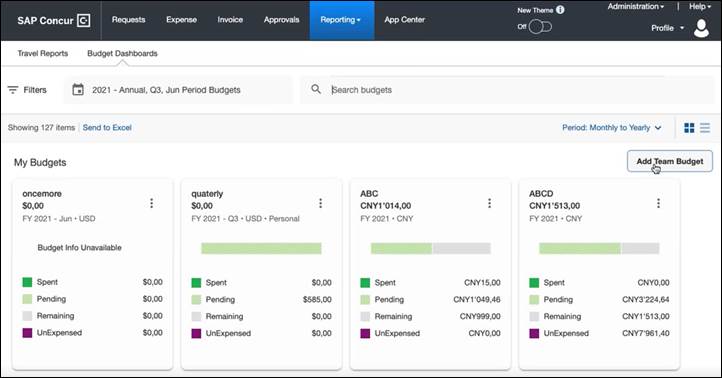 SAP Concur C
Requests
Expense
Invoice
Approvals
Reporting
App Center
New Theme
Off
Administration
Help
Profile
Travel Reports
Budget Dashboards
Filters
2021 - Annual, Q3, Jun Period Budgets
Search budgets
Showing 127 items
Send to Excel
Period: Monthly to Yearly
My Budgets
Add Team Budget
oncemore
$0,00
FY 2021 - Jun • USD
Budget Info Unavailable
Spent $0,00
Pending $0,00
Remaining $0,00
UnExpensed $0,00
quaterly
$0,00
FY 2021 - Q3 • USD • Personal
Spent $0,00
Pending $585,00
Remaining $0,00
UnExpensed $0,00
ABC
CNY1'014,00
FY 2021 • CNY
Spent CNY15,00
Pending CNY1'049,46
Remaining CNY999,00
UnExpensed CNY0,00
ABCD
CNY1'513,00
FY 2021 • CNY
Spent CNY0,00
Pending CNY3'224,64
Remaining CNY1'513,00
UnExpensed CNY7'961,40